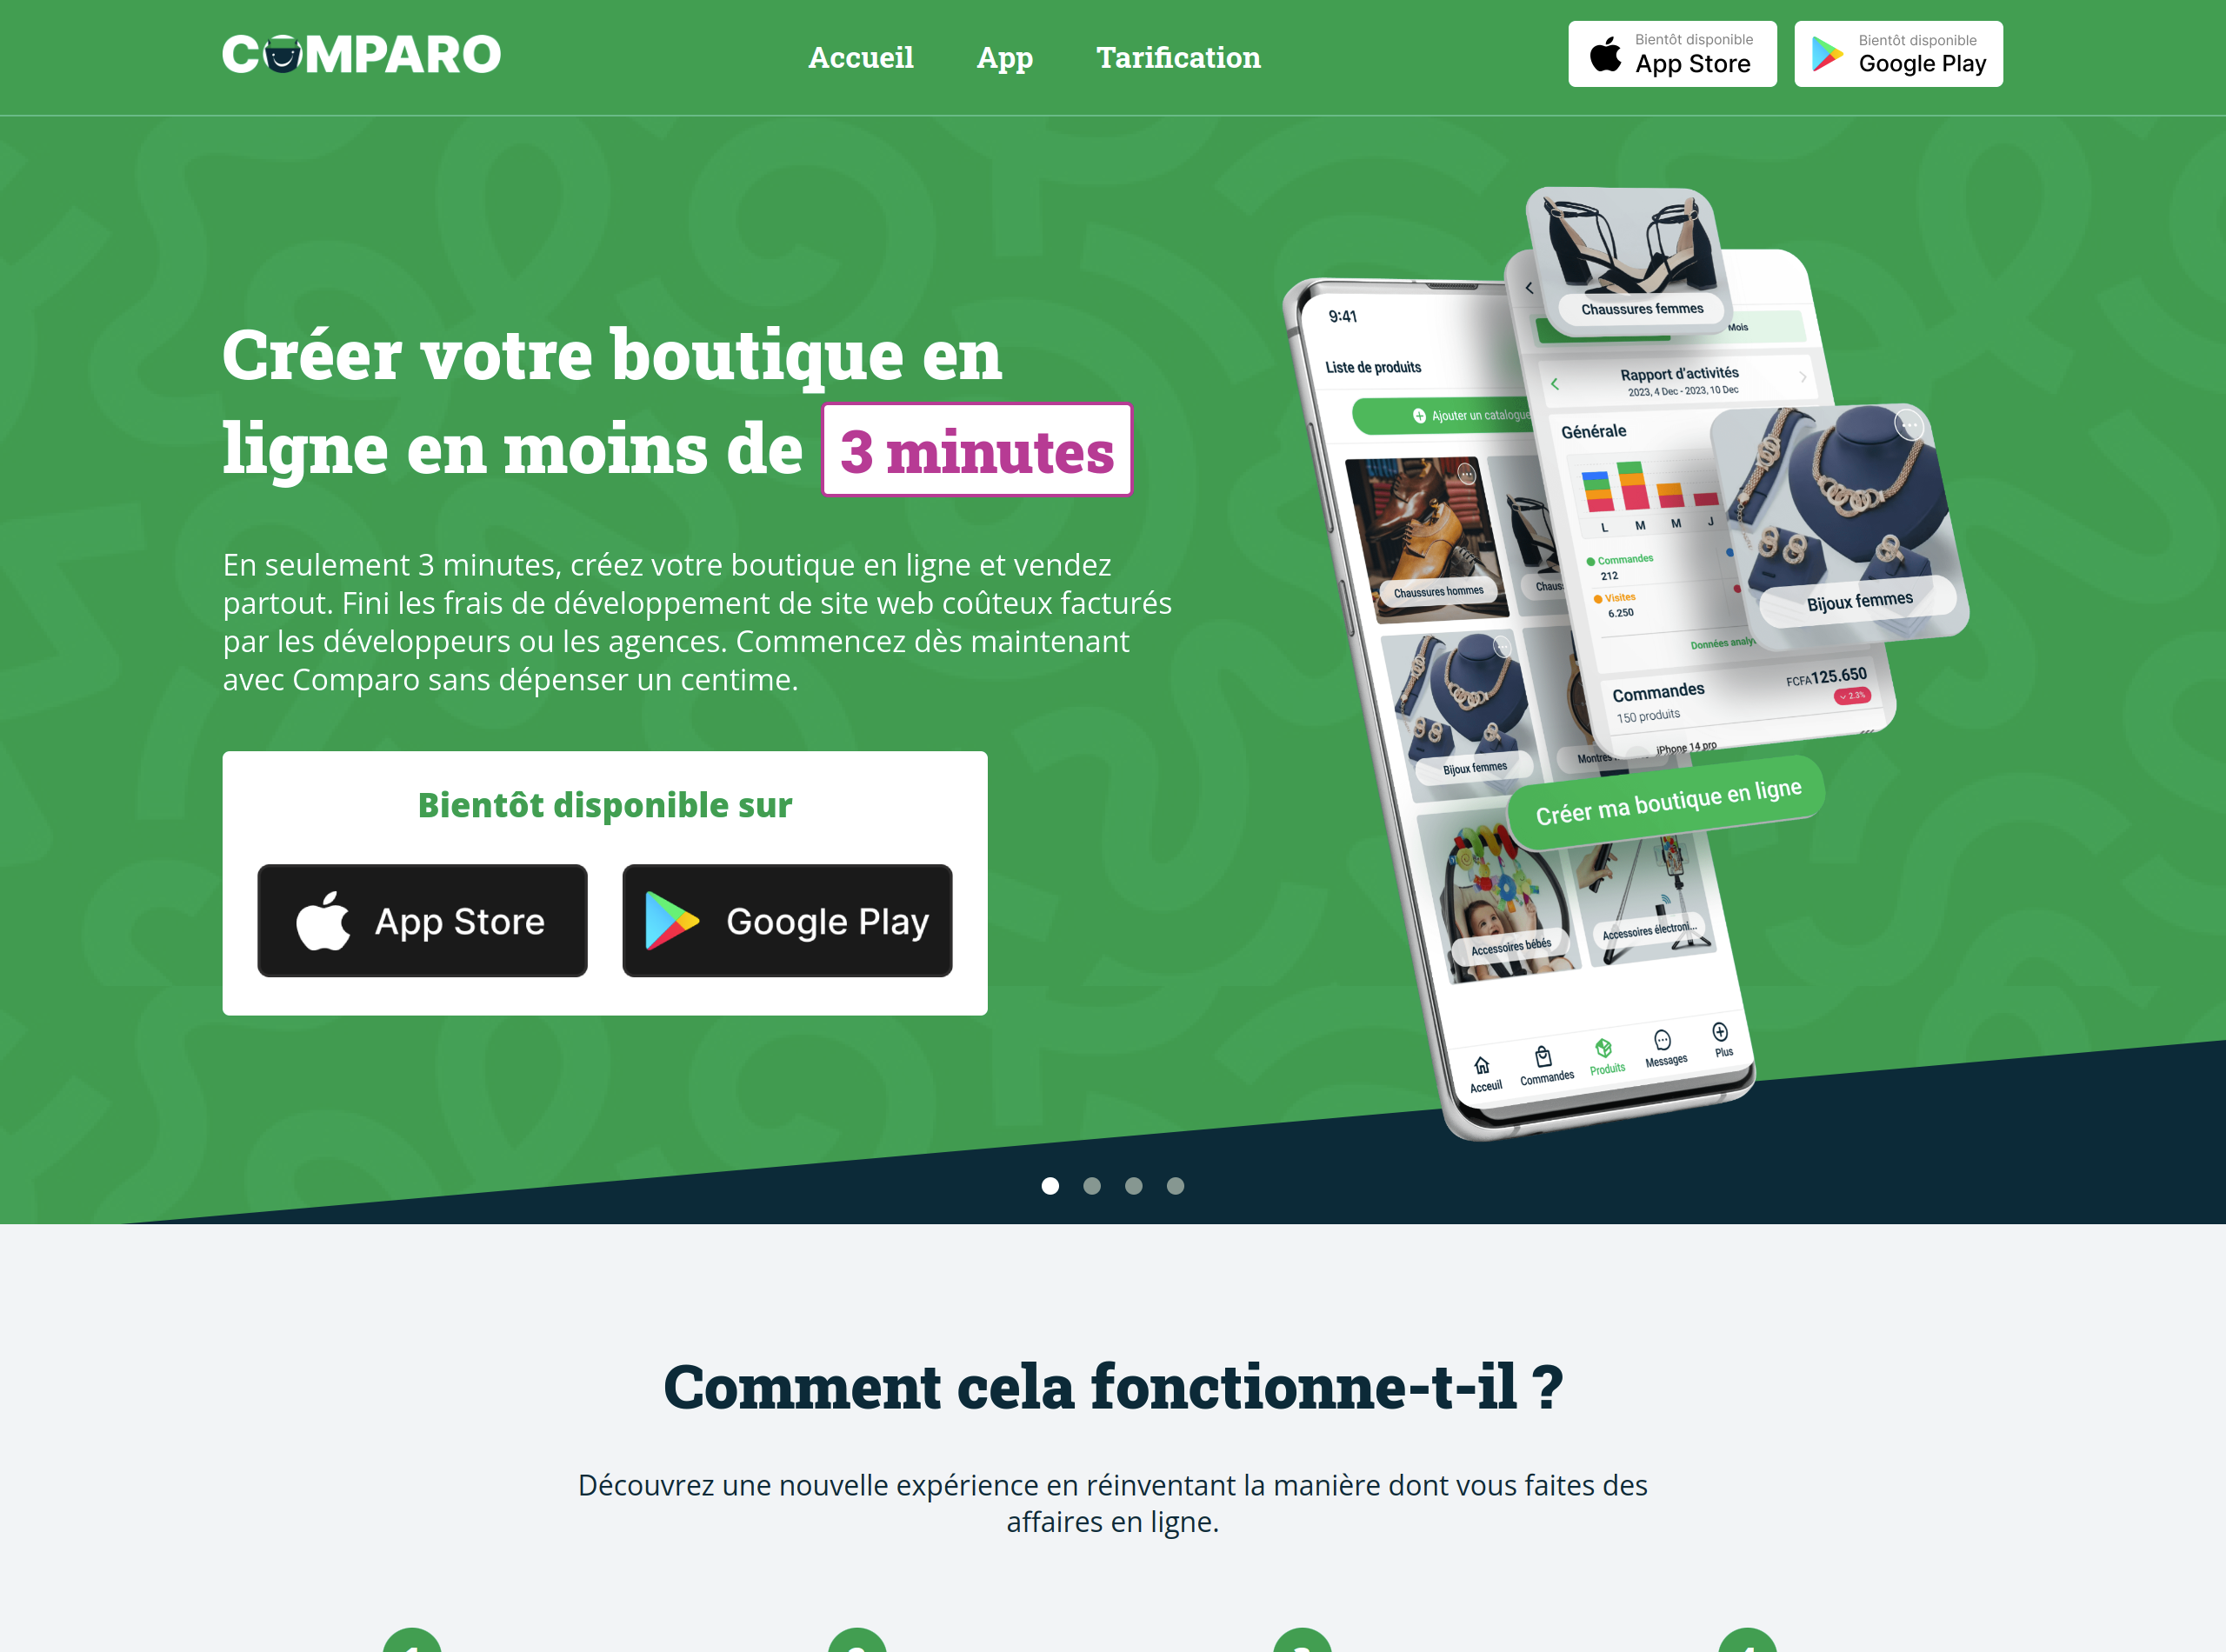 COMPARO
Accueil
App
Tarification
Bientôt disponible
App Store
Bientôt disponible
Google Play
Créer votre boutique en
ligne en moins de 3 minutes
En seulement 3 minutes, créez votre boutique en ligne et vendez
partout. Fini les frais de développement de site web coûteux facturés
par les développeurs ou les agences. Commencez dès maintenant
avec Comparo sans dépenser un centime.
Bientôt disponible sur
App Store
Google Play
9:41
Liste de produits
Ajouter un catalogue
Chaussures hommes
Bijoux femmes
Accessoires bébés
Accessoires électroni...
Acceuil
Commandes
Produits
Messages
Plus
Chaussures femmes
Mois
Rapport d'activités
2023, 4 Dec - 2023, 10 Dec
Générale
L M M J
Commandes
212
Visites
6.250
Commandes
FCFA125.650
150 produits
2.3%
iPhone 14 pro
Bijoux femmes
Créer ma boutique en ligne
Comment cela fonctionne-t-il ?
Découvrez une nouvelle expérience en réinventant la manière dont vous faites des
affaires en ligne.